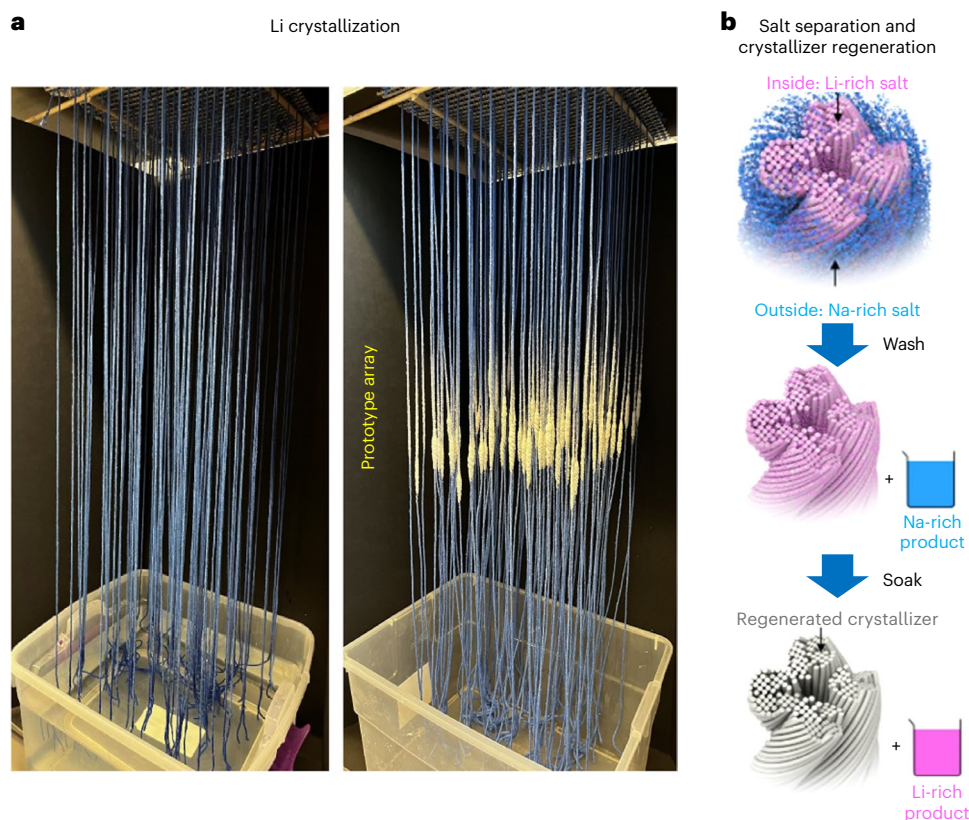 a
Li crystallization
Prototype array
b
Salt separation and
crystallizer regeneration
Inside: Li-rich salt
Outside: Na-rich salt
Wash
+
Na-rich
product
Soak
Regenerated crystallizer
+
Li-rich
product